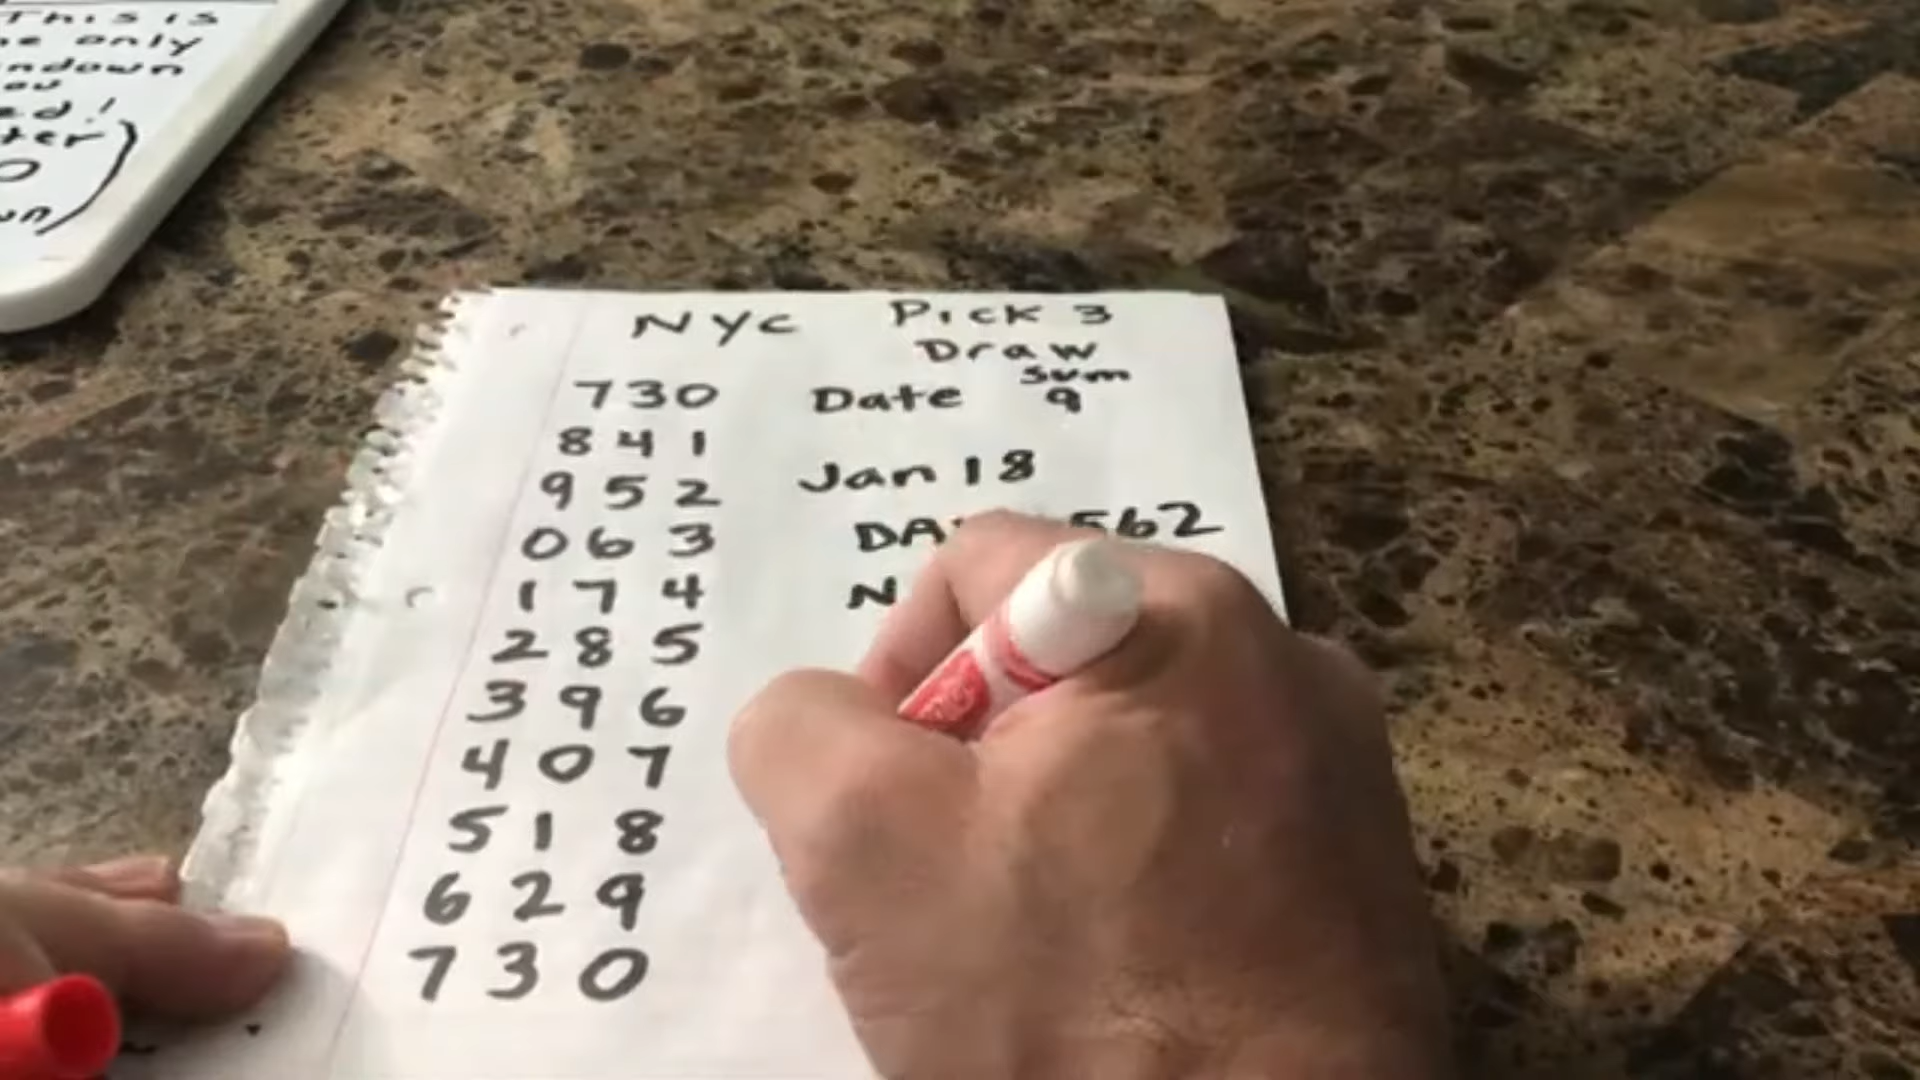 This is
only
ed!
NYC Pick 3
Draw
sum
730 Date 9
841
Jan 18
952
DA 562
063
N
174
285
396
407
518
629
730